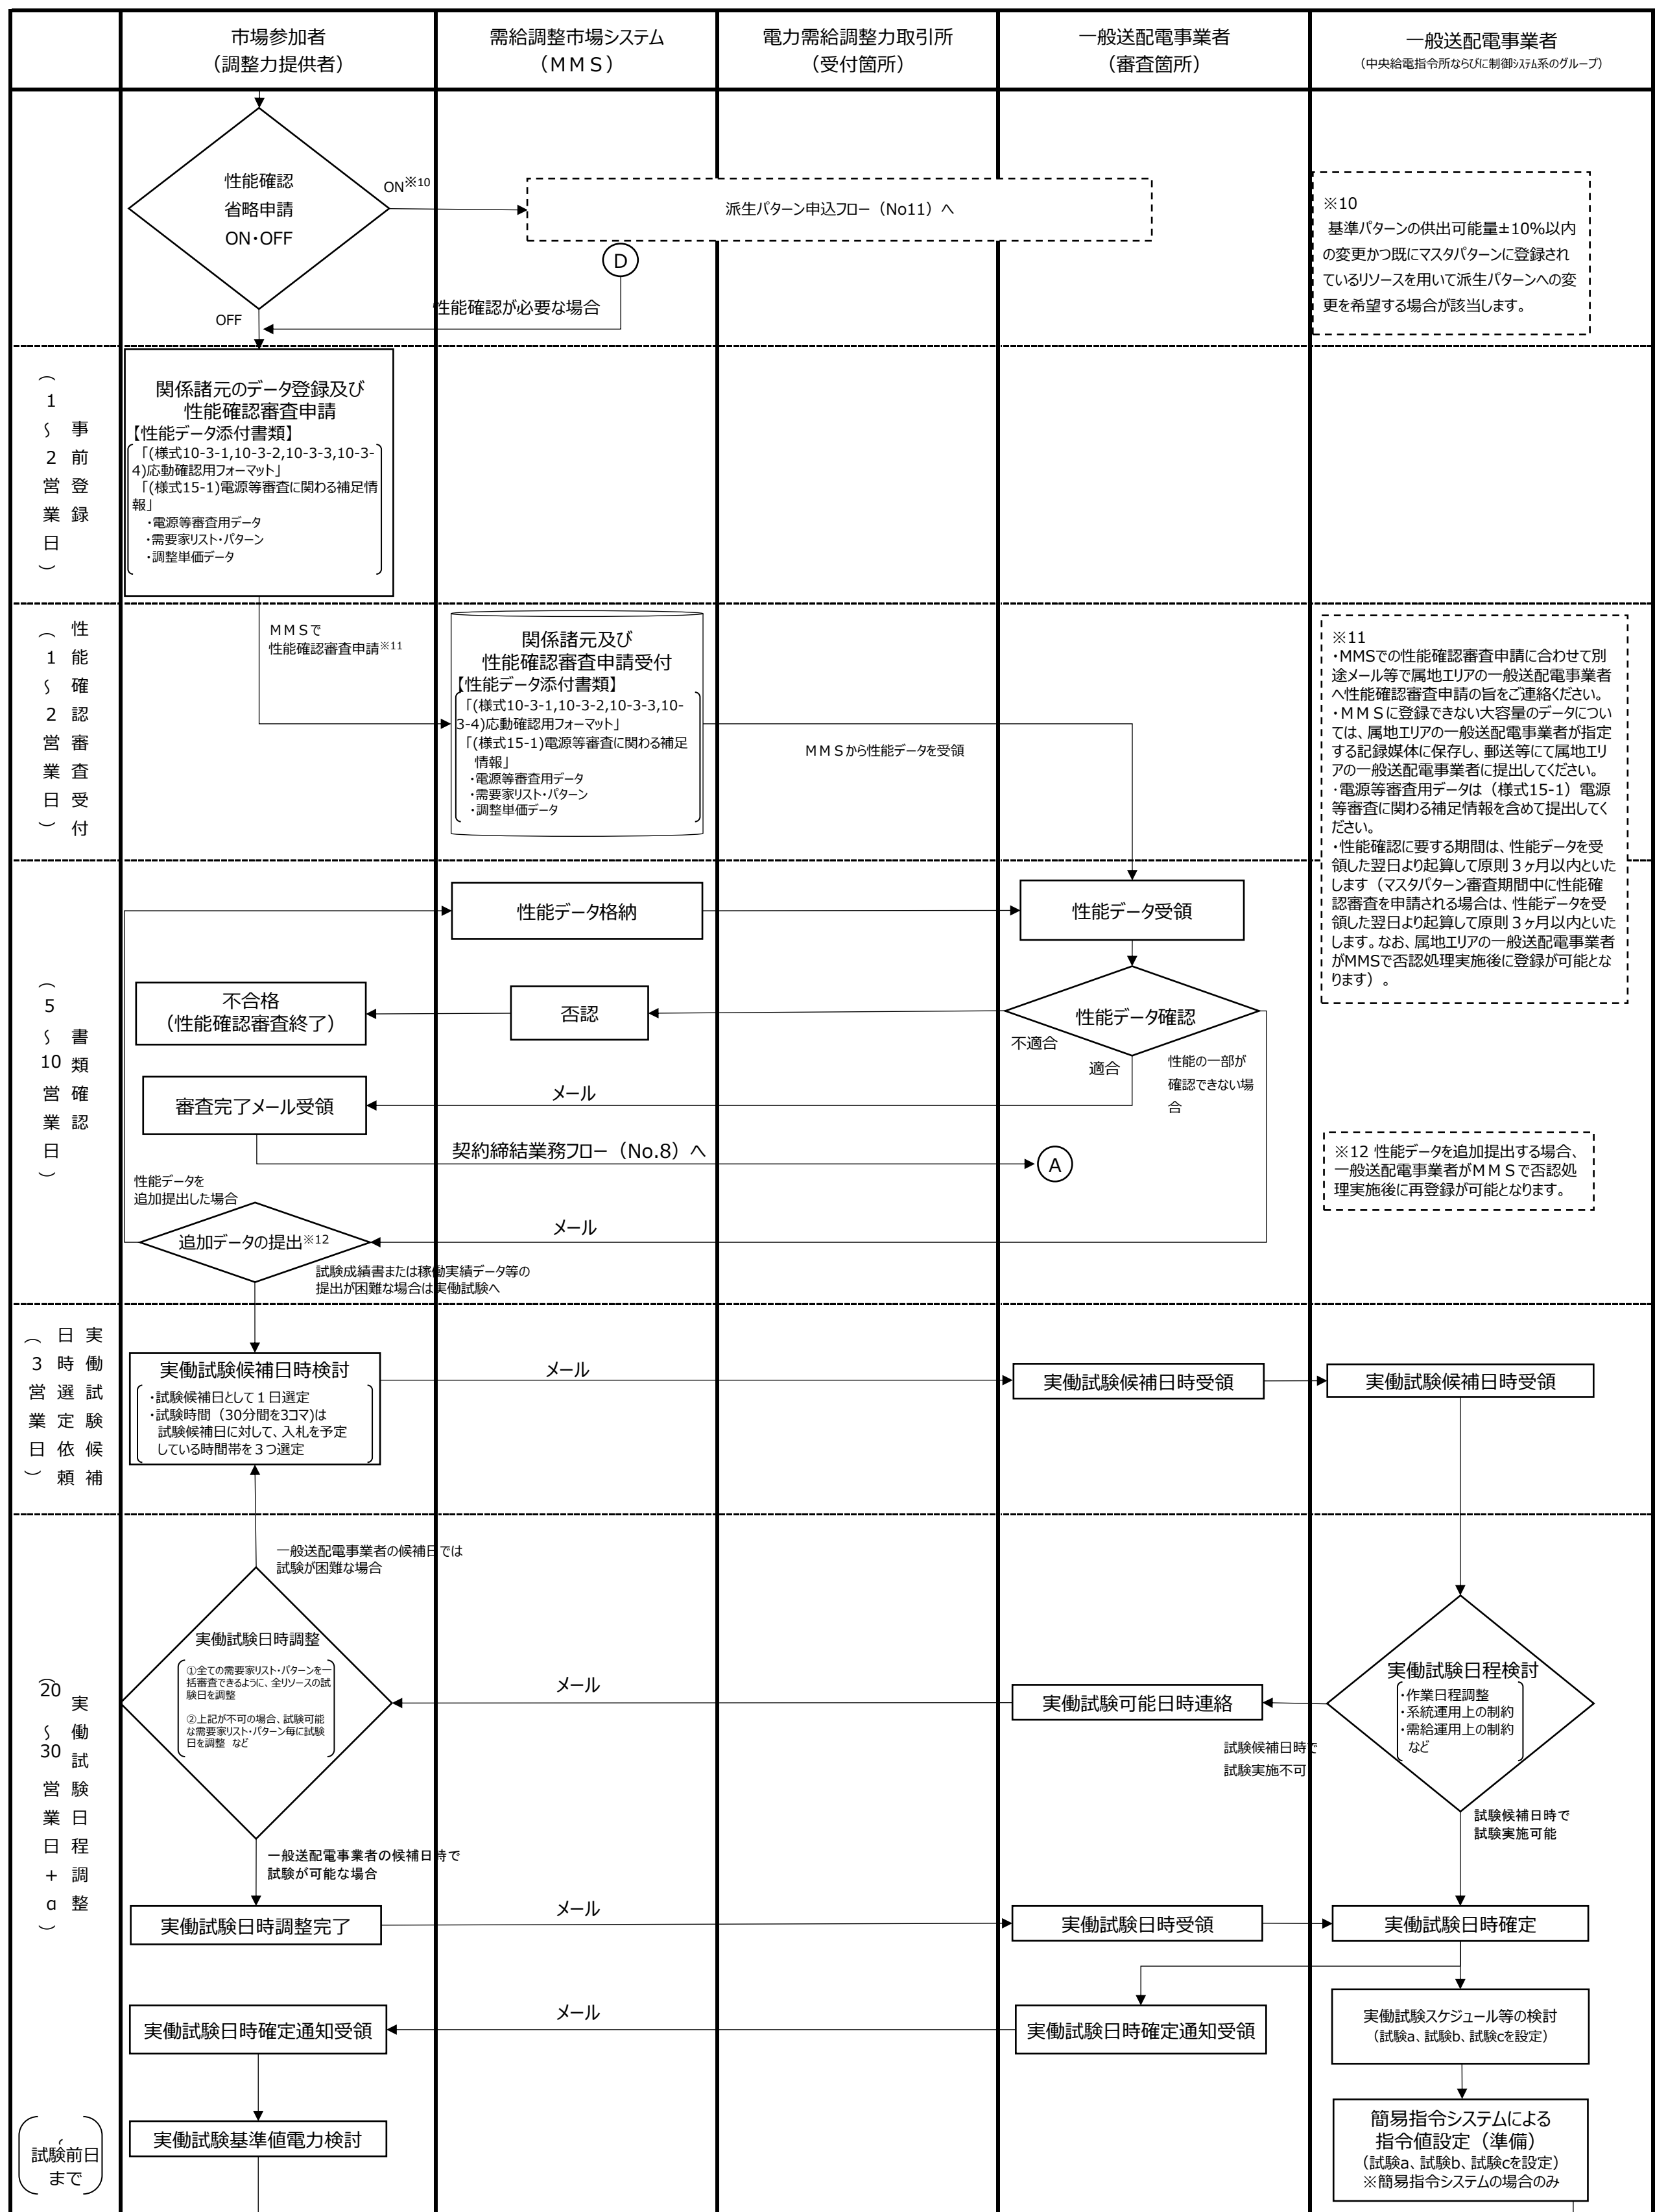 市場参加者
（調整力提供者）
需給調整市場システム
（ＭＭＳ）
電力需給調整力取引所
（受付箇所）
一般送配電事業者
（審査箇所）
一般送配電事業者
（中央給電指令所ならびに制御システム系のグループ）
性能確認
省略申請
ON・OFF
ON※10
派生パターン申込フロー（No11）へ
D
性能確認が必要な場合
OFF
※10
基準パターンの供出可能量±10%以内
の変更かつ既にマスタパターンに登録され
ているリソースを用いて派生パターンへの変
更を希望する場合が該当します。
事前登録
（1～2営業日）
関係諸元のデータ登録及び
性能確認審査申請
【性能データ添付書類】
「(様式10-3-1,10-3-2,10-3-3,10-3-
4)応動確認用フォーマット」
「(様式15-1)電源等審査に関わる補足情
報」
・電源等審査用データ
・需要家リスト・パターン
・調整単価データ
性能確認審査受付
（1～2営業日）
ＭＭＳで
性能確認審査申請※11
関係諸元及び
性能確認審査申請受付
【性能データ添付書類】
「(様式10-3-1,10-3-2,10-3-3,10-
3-4)応動確認用フォーマット」
「(様式15-1)電源等審査に関わる補足
情報」
・電源等審査用データ
・需要家リスト・パターン
・調整単価データ
ＭＭＳから性能データを受領
※11
・MMSでの性能確認審査申請に合わせて別
途メール等で属地エリアの一般送配電事業者
へ性能確認審査申請の旨をご連絡ください。
・ＭＭＳに登録できない大容量のデータについ
ては、属地エリアの一般送配電事業者が指定
する記録媒体に保存し、郵送等にて属地エリ
アの一般送配電事業者に提出してください。
・電源等審査用データは（様式15-1）電源
等審査に関わる補足情報を含めて提出してく
ださい。
・性能確認に要する期間は、性能データを受
領した翌日より起算して原則３ヶ月以内といた
します（マスタパターン審査期間中に性能確
認審査を申請される場合は、性能データを受
領した翌日より起算して原則３ヶ月以内といた
します。なお、属地エリアの一般送配電事業者
がMMSで否認処理実施後に登録が可能とな
ります）。
書類確認
（5～10営業日）
性能データ格納
性能データ受領
不合格
（性能確認審査終了）
否認
性能データ確認
不適合
適合
性能の一部が
確認できない場
合
審査完了メール受領
メール
契約締結業務フロー（No.8）へ
A
※12 性能データを追加提出する場合、
一般送配電事業者がＭＭＳで否認処
理実施後に再登録が可能となります。
性能データを
追加提出した場合
追加データの提出※12
メール
試験成績書または稼働実績データ等の
提出が困難な場合は実働試験へ
実働試験候補
日時選定依頼
（3営業日）
実働試験候補日時検討
・試験候補日として１日選定
・試験時間（30分間を3コマ)は
試験候補日に対して、入札を予定
している時間帯を３つ選定
メール
実働試験候補日時受領
実働試験候補日時受領
実働試験日程調整
（20～30営業日＋α）
一般送配電事業者の候補日では
試験が困難な場合
実働試験日時調整
①全ての需要家リスト・パターンを一
括審査できるように、全リソースの試
験日を調整
②上記が不可の場合、試験可能
な需要家リスト・パターン毎に試験
日を調整 など
メール
実働試験可能日時連絡
実働試験日程検討
・作業日程調整
・系統運用上の制約
・需給運用上の制約
など
試験候補日時で
試験実施不可
試験候補日時で
試験実施可能
一般送配電事業者の候補日時で
試験が可能な場合
実働試験日時調整完了
メール
実働試験日時受領
実働試験日時確定
実働試験日時確定通知受領
メール
実働試験日時確定通知受領
実働試験スケジュール等の検討
（試験a、試験b、試験cを設定）
（～試験前日
まで）
実働試験基準値電力検討
簡易指令システムによる
指令値設定（準備）
（試験a、試験b、試験cを設定）
※簡易指令システムの場合のみ